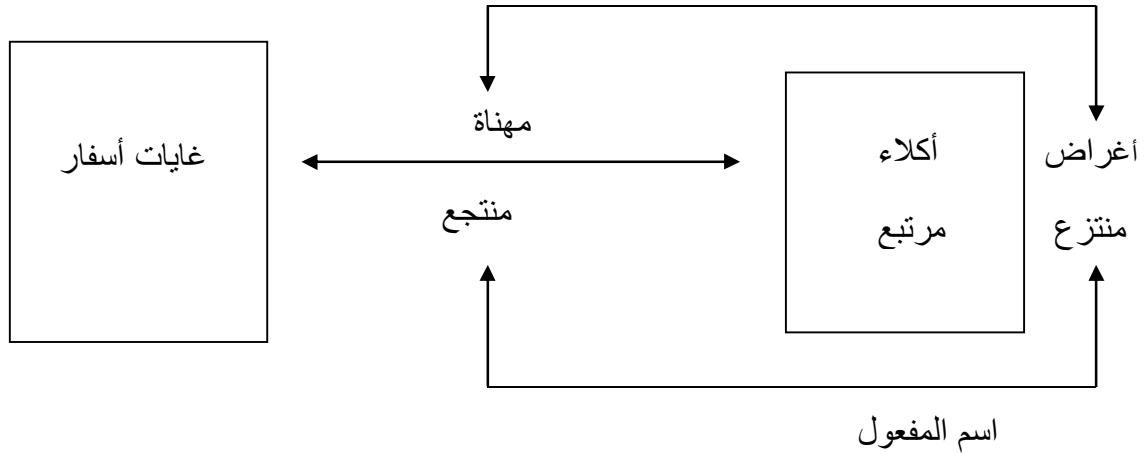 مهناة
أغراض
أكلاء
غايات أسفار
منتزع
مرتبع
منتجع
اسم المفعول